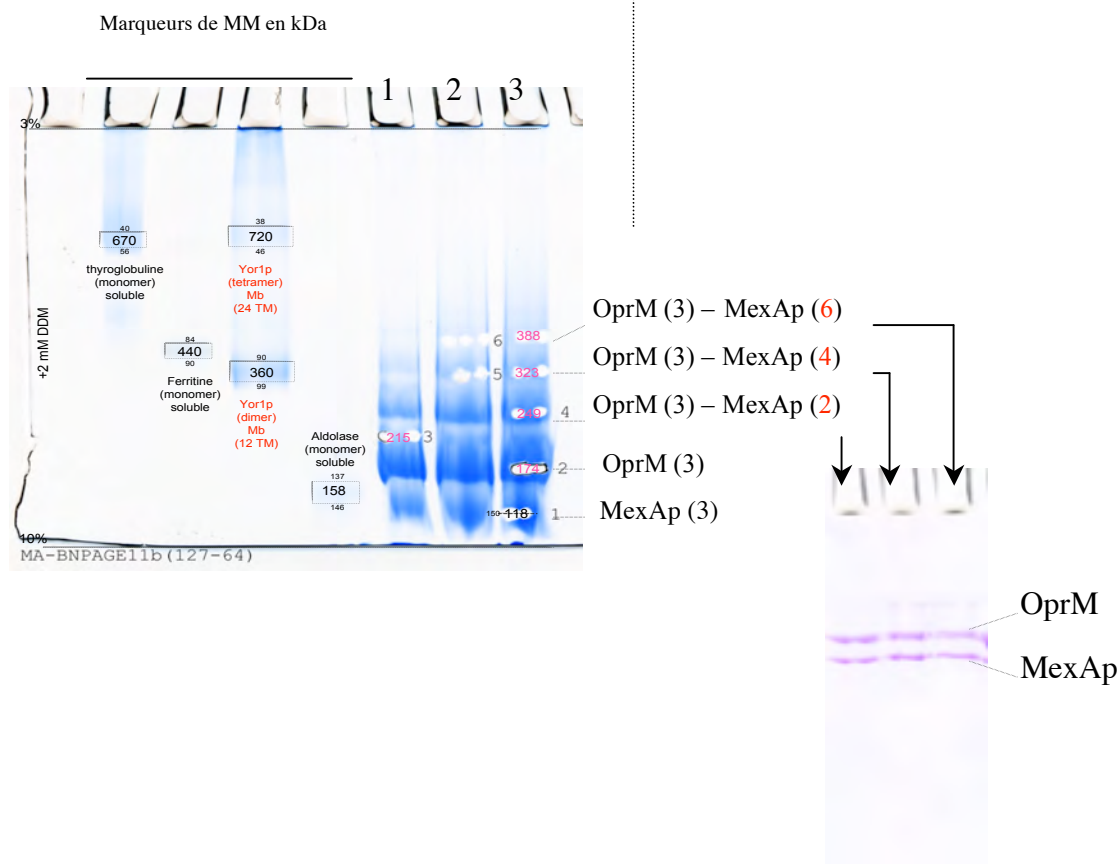 Marqueurs de MM en kDa
1 2 3
3%
40
670
56
thyroglobuline
(monomer)
soluble
38
720
46
Yor1p
(tetramer)
Mb
(24 TM)
84
440
90
Ferritine
(monomer)
soluble
90
360
99
Yor1p
(dimer)
Mb
(12 TM)
Aldolase
(monomer)
soluble
137
158
146
+2 mM DDM
6 388
5 323
249 4
215 3
174 2
150 118 1
10%
MA-BNPAGE11b(127-64)
OprM (3) – MexAp (6)
OprM (3) – MexAp (4)
OprM (3) – MexAp (2)
OprM (3)
MexAp (3)
OprM
MexAp